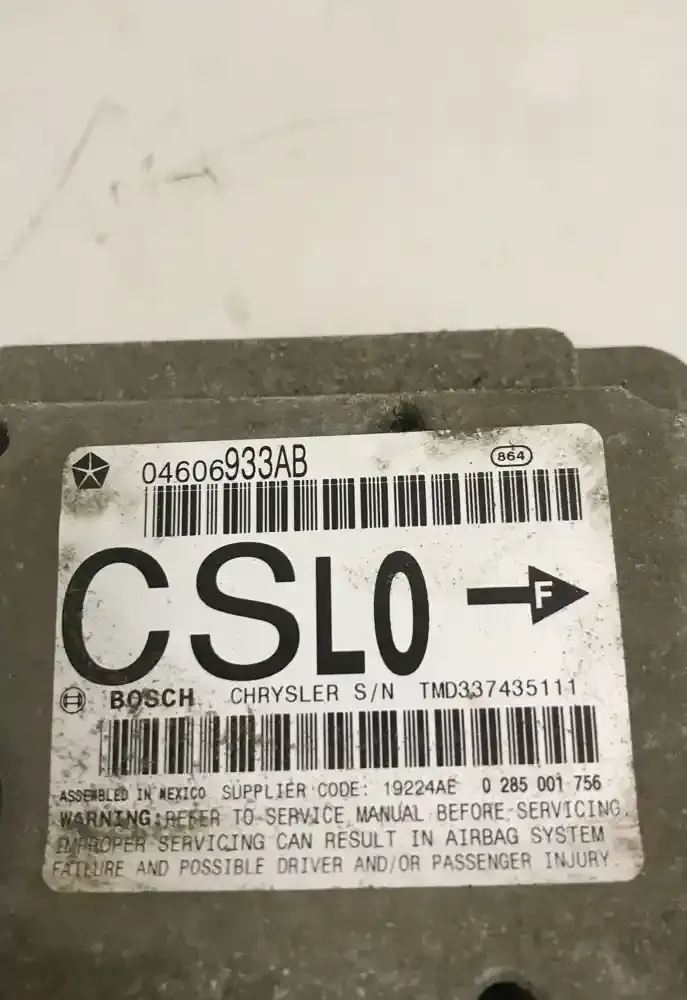 04606933AB
864
CSLO
F
BOSCH CHRYSLER S/N TMD337435111
ASSEMBLED IN MEXICO SUPPLIER CODE: 19224AE 0 285 001 756
WARNING: REFER TO SERVICE MANUAL BEFORE SERVICING.
IMPROPER SERVICING CAN RESULT IN AIRBAG SYSTEM
FAILURE AND POSSIBLE DRIVER AND/OR PASSENGER INJURY.